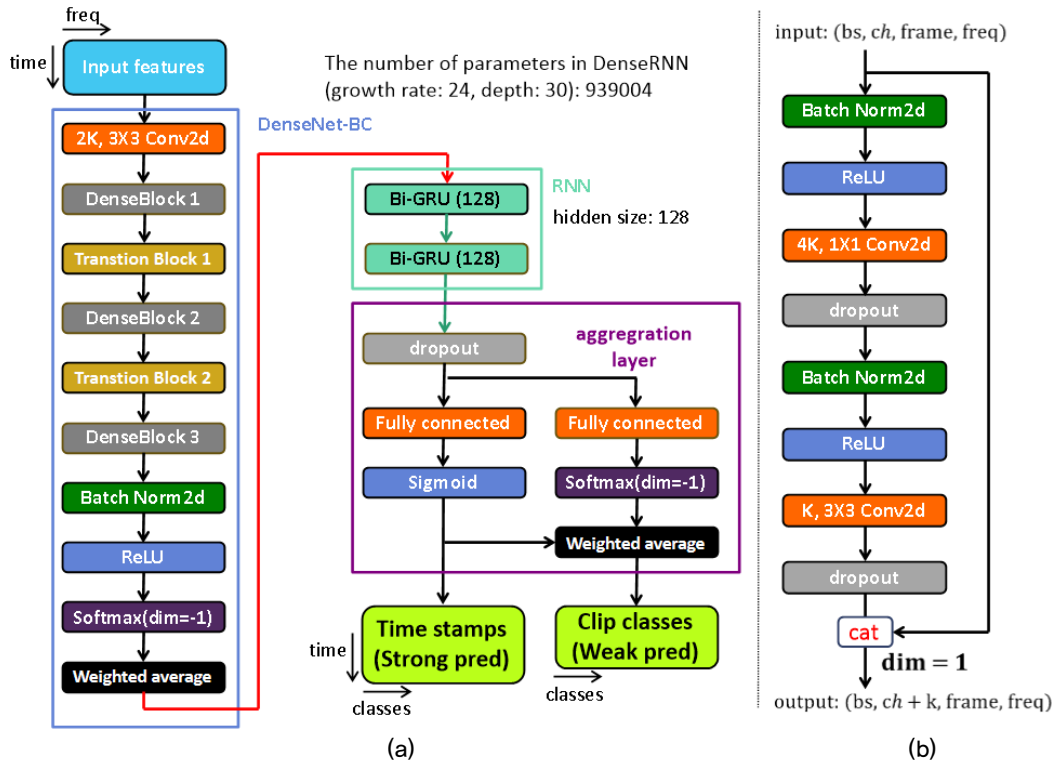 freq
time
Input features
DenseNet-BC
2K, 3X3 Conv2d
DenseBlock 1
Transtion Block 1
DenseBlock 2
Transtion Block 2
DenseBlock 3
Batch Norm2d
ReLU
Softmax(dim=-1)
Weighted average
The number of parameters in DenseRNN
(growth rate: 24, depth: 30): 939004
RNN
Bi-GRU (128)
hidden size: 128
Bi-GRU (128)
aggregration
layer
dropout
Fully connected
Fully connected
Sigmoid
Softmax(dim=-1)
Weighted average
Time stamps
(Strong pred)
Clip classes
(Weak pred)
time
classes
classes
(a)
input: (bs, ch, frame, freq)
Batch Norm2d
ReLU
4K, 1X1 Conv2d
dropout
Batch Norm2d
ReLU
K, 3X3 Conv2d
dropout
cat
dim = 1
output: (bs, ch + k, frame, freq)
(b)